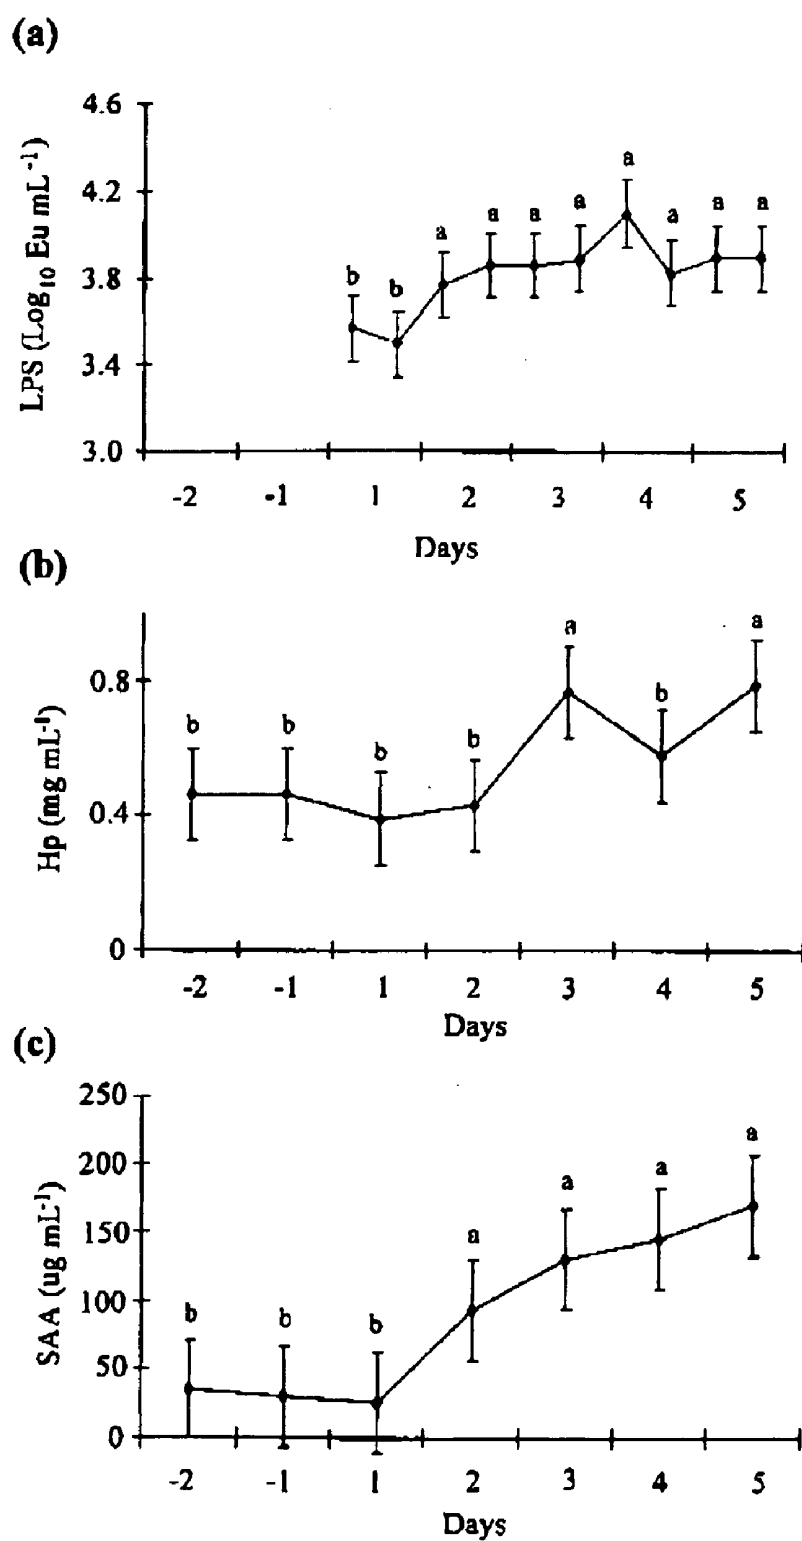 (a)
4.6
4.2
3.8
3.4
3.0
LPS (Log10 Eu mL-1)
b b a a a a a a a a
-2 -1 1 2 3 4 5
Days
(b)
0.8
0.4
0
Hp (mg mL-1)
b b b b a b a
-2 -1 1 2 3 4 5
Days
(c)
250
200
150
100
50
0
SAA (ug mL-1)
b b b a a a a
-2 -1 1 2 3 4 5
Days